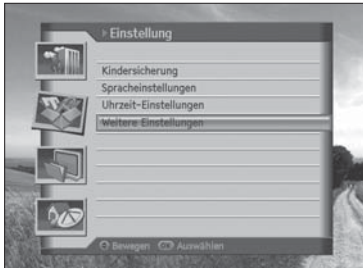 Einstellung
Kindersicherung
Spracheinstellungen
Uhrzeit-Einstellungen
Weitere Einstellungen
Bewegen OK Auswählen